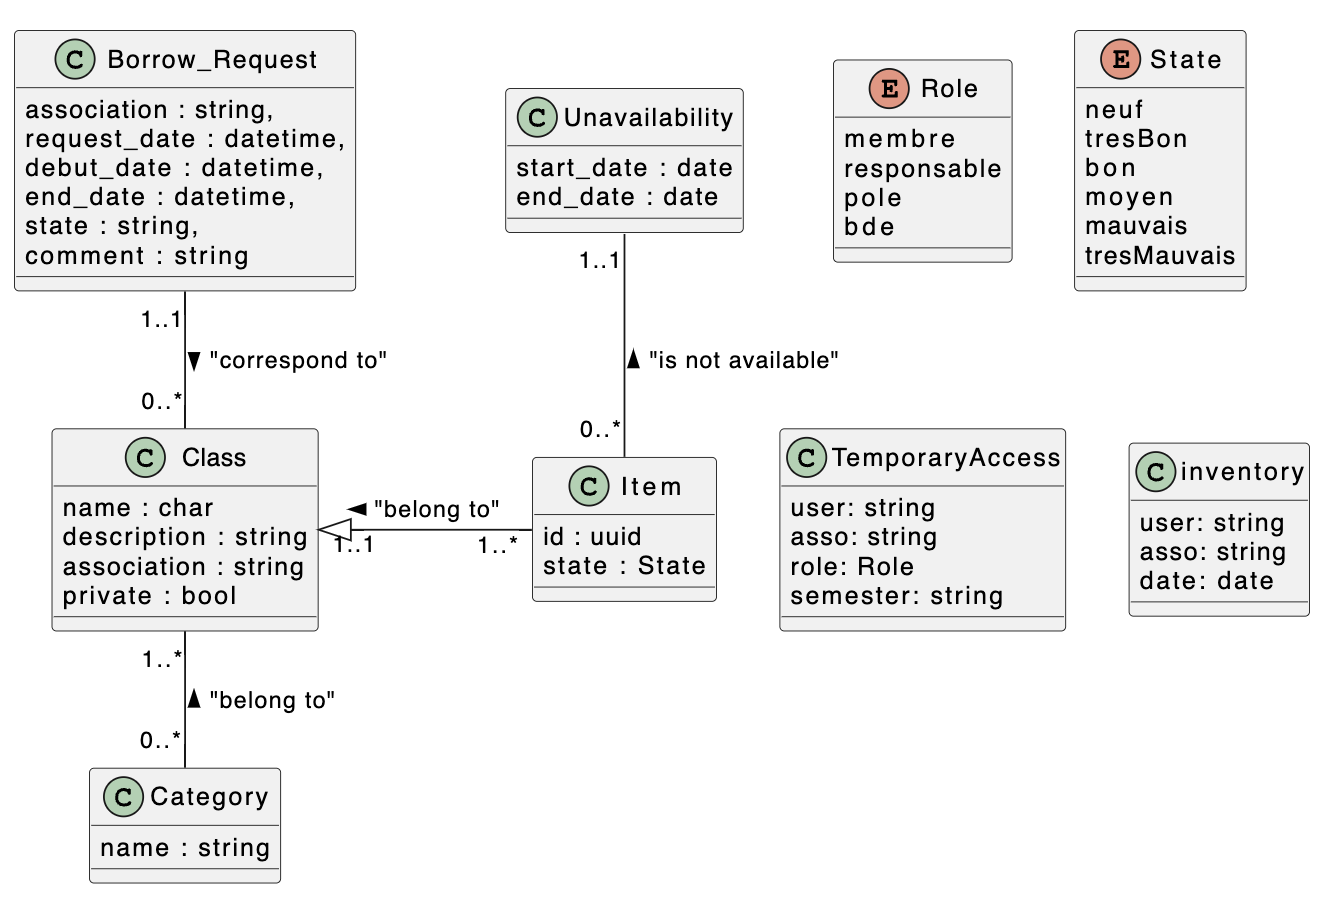 C Borrow_Request
association : string,
request_date : datetime,
debut_date : datetime,
end_date : datetime,
state : string,
comment : string
C Unavailability
start_date : date
end_date : date
E Role
membre
responsable
pole
bde
E State
neuf
tresBon
bon
moyen
mauvais
tresMauvais
1..1
"correspond to"
0..*
1..1
"is not available"
0..*
C Class
name : char
description : string
association : string
private : bool
"belong to"
1..1
1..*
C Item
id : uuid
state : State
C TemporaryAccess
user: string
asso: string
role: Role
semester: string
C inventory
user: string
asso: string
date: date
1..*
"belong to"
0..*
C Category
name : string